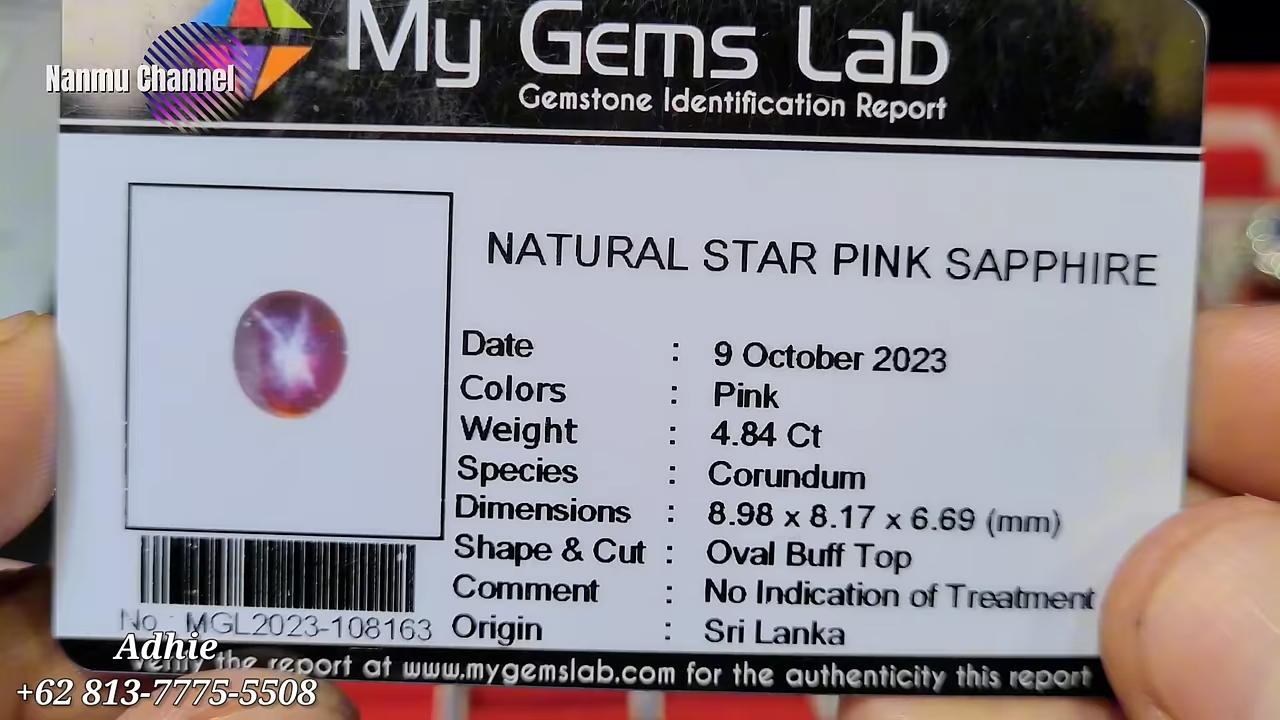 My Gems Lab
Nanmu Channel
Gemstone Identification Report
NATURAL STAR PINK SAPPHIRE
Date : 9 October 2023
Colors : Pink
Weight : 4.84 Ct
Species : Corundum
Dimensions : 8.98 x 8.17 x 6.69 (mm)
Shape & Cut : Oval Buff Top
Comment : No Indication of Treatment
Origin : Sri Lanka
No : MGL2023-108163
Adhie
verify the report at www.mygemslab.com for the authenticity this report
+62 813-7775-5508